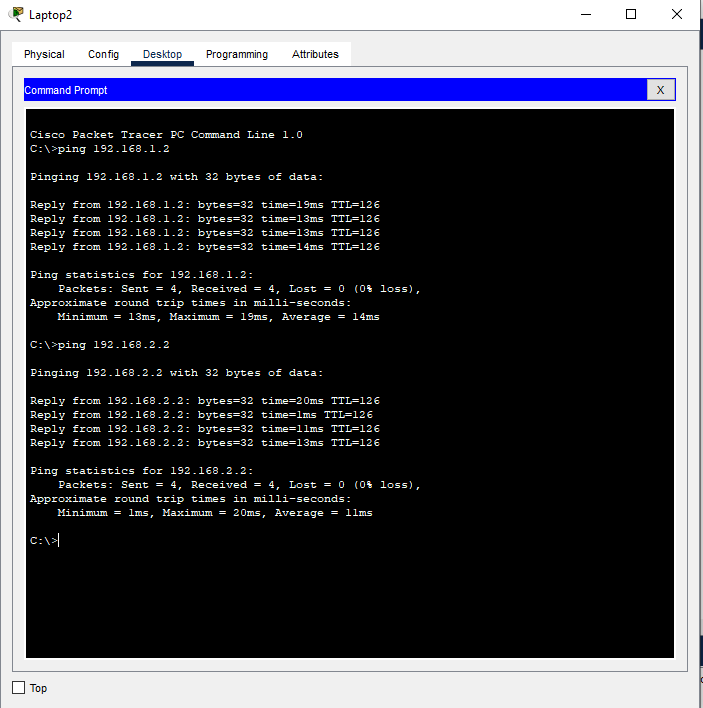 Laptop2
Physical Config Desktop Programming Attributes
Command Prompt X
Cisco Packet Tracer PC Command Line 1.0
C:\>ping 192.168.1.2
Pinging 192.168.1.2 with 32 bytes of data:
Reply from 192.168.1.2: bytes=32 time=19ms TTL=126
Reply from 192.168.1.2: bytes=32 time=13ms TTL=126
Reply from 192.168.1.2: bytes=32 time=13ms TTL=126
Reply from 192.168.1.2: bytes=32 time=14ms TTL=126
Ping statistics for 192.168.1.2:
Packets: Sent = 4, Received = 4, Lost = 0 (0% loss),
Approximate round trip times in milli-seconds:
Minimum = 13ms, Maximum = 19ms, Average = 14ms
C:\>ping 192.168.2.2
Pinging 192.168.2.2 with 32 bytes of data:
Reply from 192.168.2.2: bytes=32 time=20ms TTL=126
Reply from 192.168.2.2: bytes=32 time=1ms TTL=126
Reply from 192.168.2.2: bytes=32 time=11ms TTL=126
Reply from 192.168.2.2: bytes=32 time=13ms TTL=126
Ping statistics for 192.168.2.2:
Packets: Sent = 4, Received = 4, Lost = 0 (0% loss),
Approximate round trip times in milli-seconds:
Minimum = 1ms, Maximum = 20ms, Average = 11ms
C:\>
Top